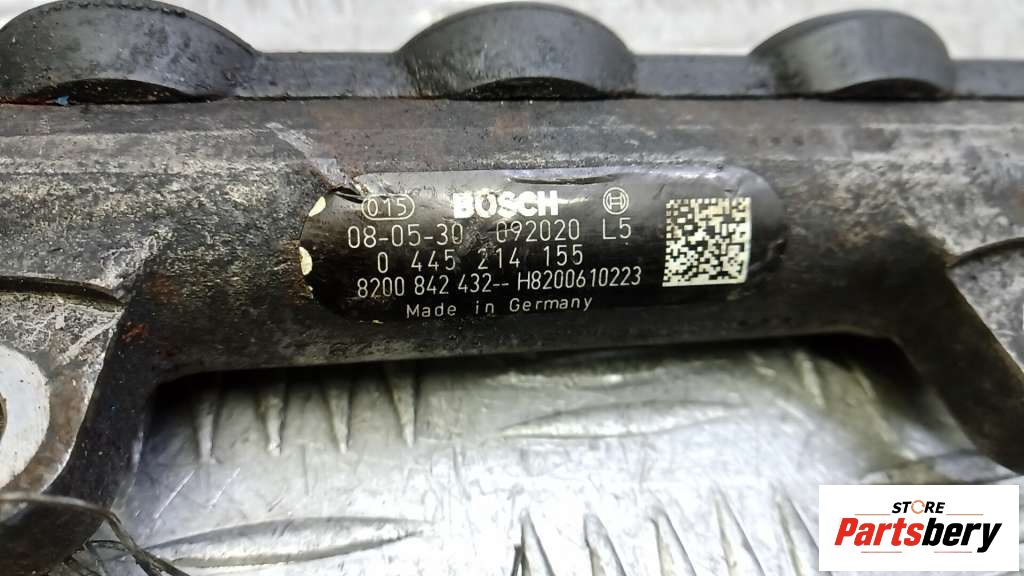 015 BOSCH
08-05-30 092020 L5
0 445 214 155
8200 842 432-- H8200610223
Made in Germany
STORE
Partsbery